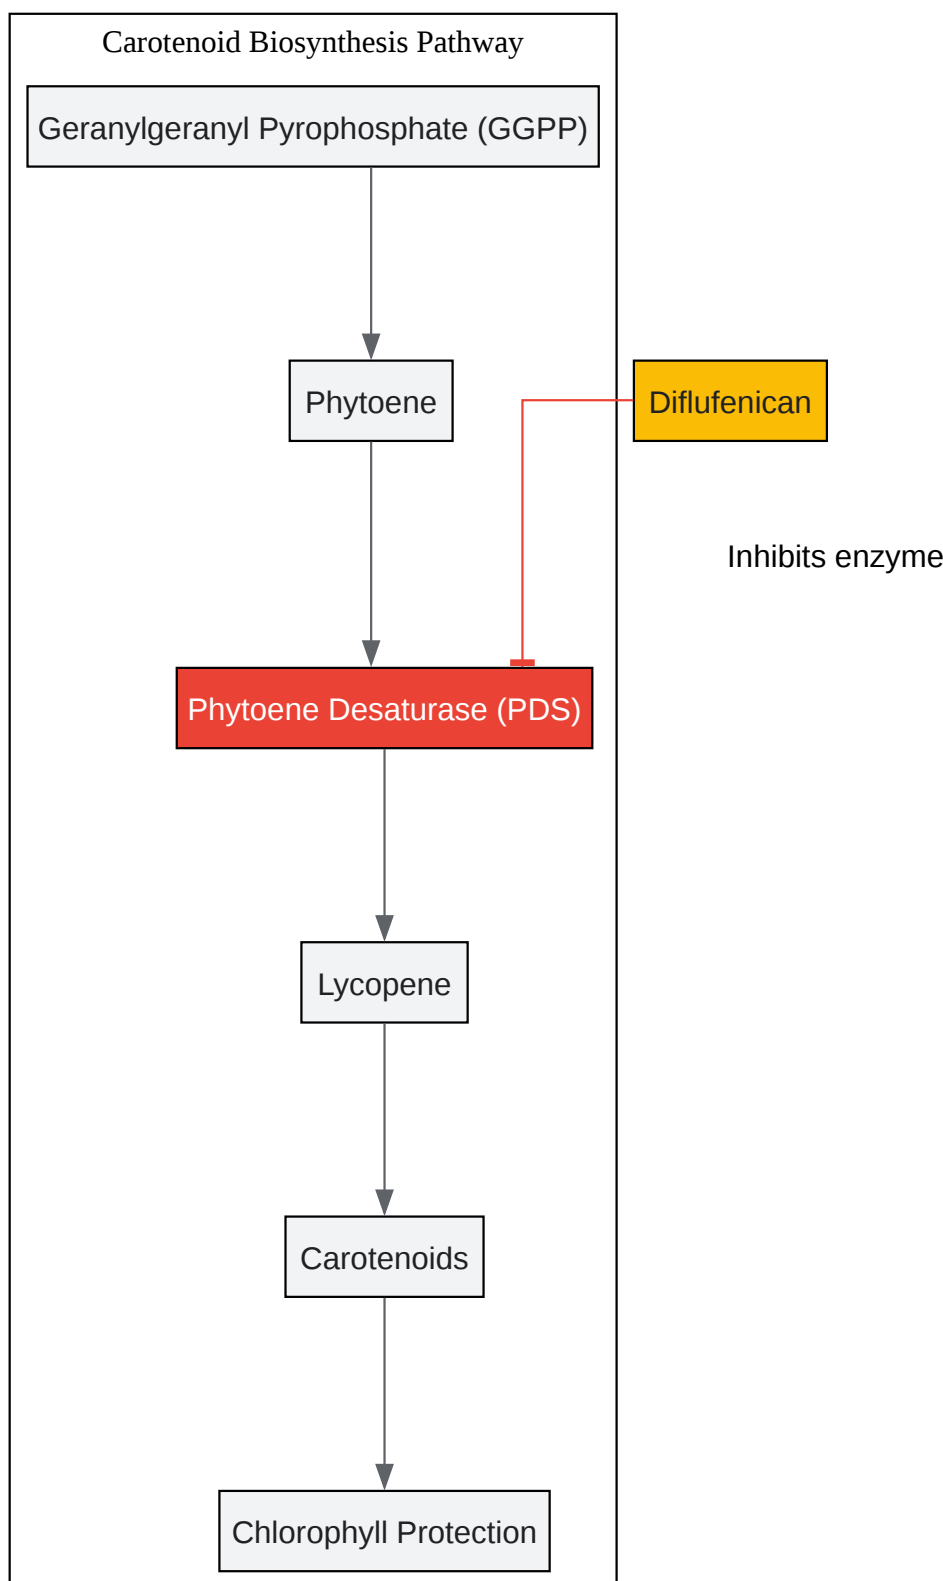 Carotenoid Biosynthesis Pathway
Geranylgeranyl Pyrophosphate (GGPP)
Phytoene
Diflufenican
Inhibits enzyme
Phytoene Desaturase (PDS)
Lycopene
Carotenoids
Chlorophyll Protection